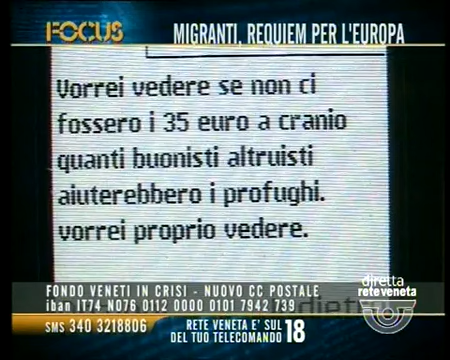 FOCUS
MIGRANTI, REQUIEM PER L'EUROPA
Vorrei vedere se non ci
fossero i 35 euro a cranio
quanti buonisti altruisti
aiuterebbero i profughi.
vorrei proprio vedere.
FONDO VENETI IN CRISI - NUOVO CC POSTALE
iban IT74 N076 0112 0000 0101 7942 739
diretta
reteveneta
SMS 340 3218806
RETE VENETA E' SUL
DEL TUO TELECOMANDO 18